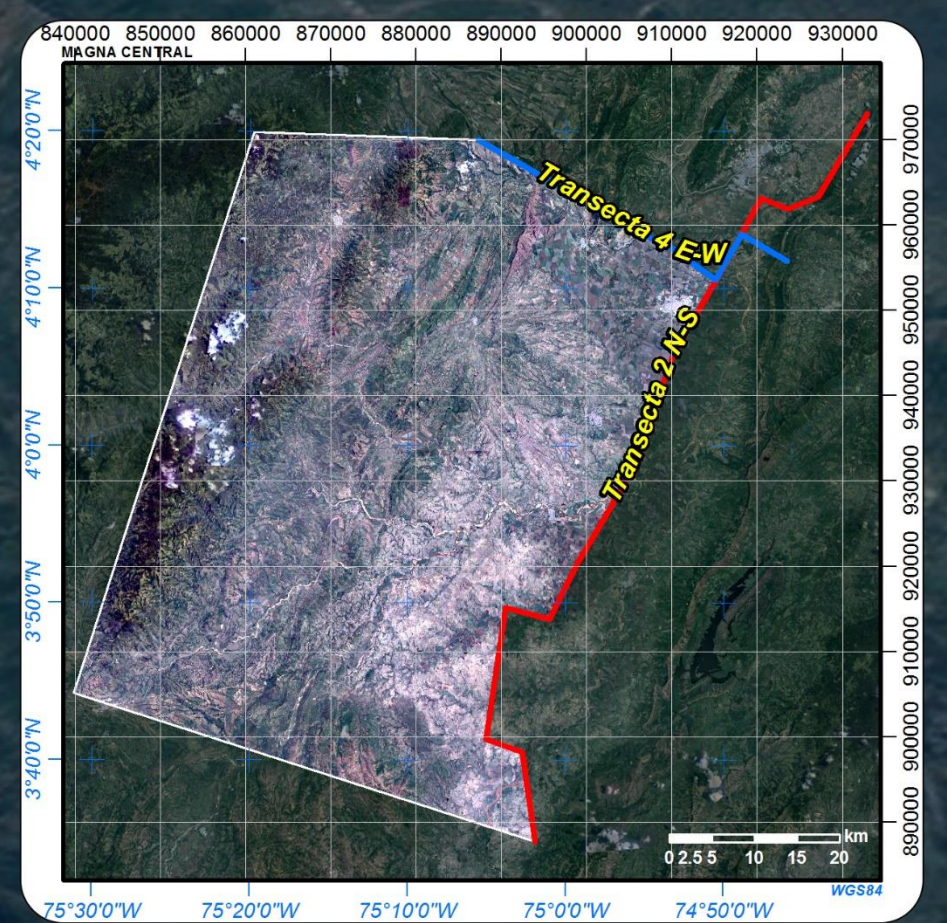 840000 850000 860000 870000 880000 890000 900000 910000 920000 930000
MAGNA CENTRAL
4°20'0"N
4°10'0"N
4°0'0"N
3°50'0"N
3°40'0"N
Transecta 4 E-W
Transecta 2 N-S
970000
960000
950000
940000
930000
920000
910000
900000
890000
km
0 2.5 5 10 15 20
WGS84
75°30'0"W 75°20'0"W 75°10'0"W 75°0'0"W 74°50'0"W